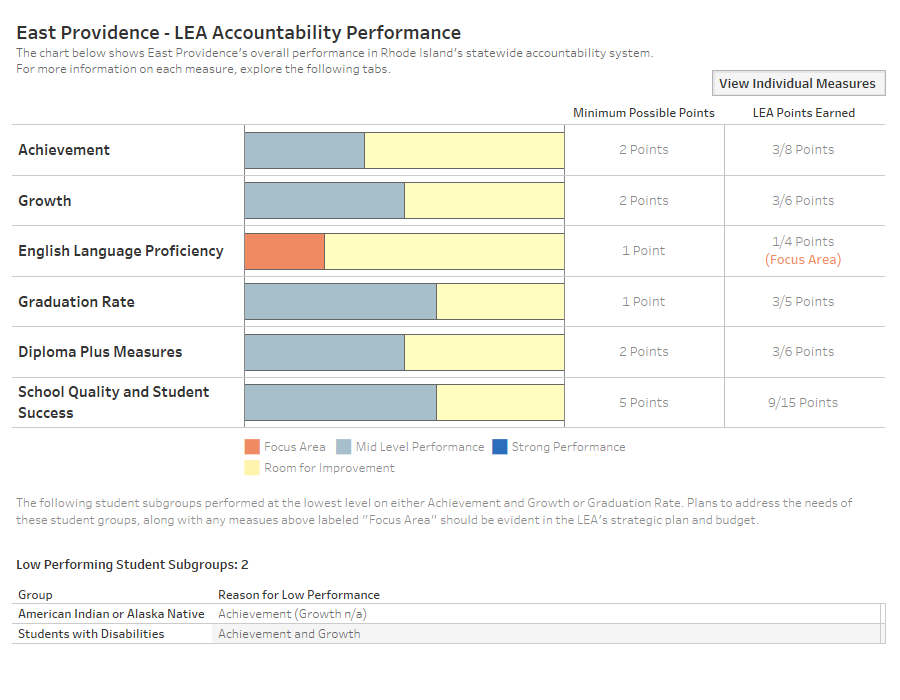 East Providence - LEA Accountability Performance
The chart below shows East Providence's overall performance in Rhode Island's statewide accountability system.
For more information on each measure, explore the following tabs.
View Individual Measures
Minimum Possible Points LEA Points Earned
Achievement 2 Points 3/8 Points
Growth 2 Points 3/6 Points
English Language Proficiency 1 Point 1/4 Points
(Focus Area)
Graduation Rate 1 Point 3/5 Points
Diploma Plus Measures 2 Points 3/6 Points
School Quality and Student
Success 5 Points 9/15 Points
Focus Area Mid Level Performance Strong Performance
Room for Improvement
The following student subgroups performed at the lowest level on either Achievement and Growth or Graduation Rate. Plans to address the needs of
these student groups, along with any measues above labeled "Focus Area" should be evident in the LEA's strategic plan and budget.
Low Performing Student Subgroups: 2
Group Reason for Low Performance
American Indian or Alaska Native Achievement (Growth n/a)
Students with Disabilities Achievement and Growth